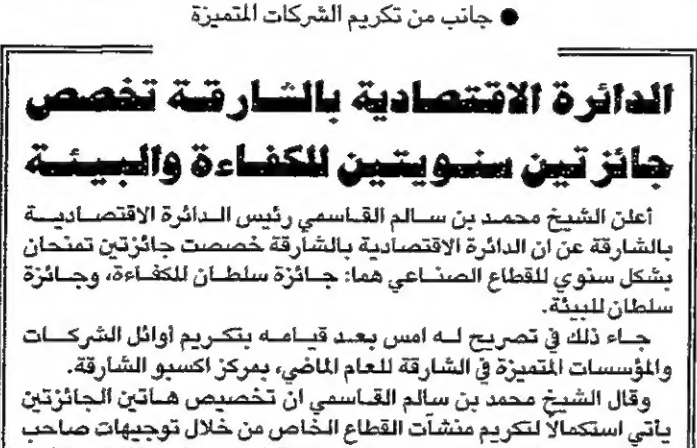 ● جانب من تكريم الشركات المتميزة
الدائرة الاقتصادية بالشارقة تخصص
جائزتين سنويتين للكفاءة والبيئة
أعلن الشيخ محمد بن سالم القاسمي رئيس الدائرة الاقتصادية
بالشارقة عن ان الدائرة الاقتصادية بالشارقة خصصت جائزتين تمنحان
بشكل سنوي للقطاع الصناعي هما: جائزة سلطان للكفاءة، وجائزة
سلطان للبيئة.
جاء ذلك في تصريح له امس بعد قيامه بتكريم أوائل الشركات
والمؤسسات المتميزة في الشارقة للعام الماضي، بمركز اكسبو الشارقة.
وقال الشيخ محمد بن سالم القاسمي ان تخصيص هاتين الجائزتين
يأتي استكمالاً لتكريم منشآت القطاع الخاص من خلال توجيهات صاحب